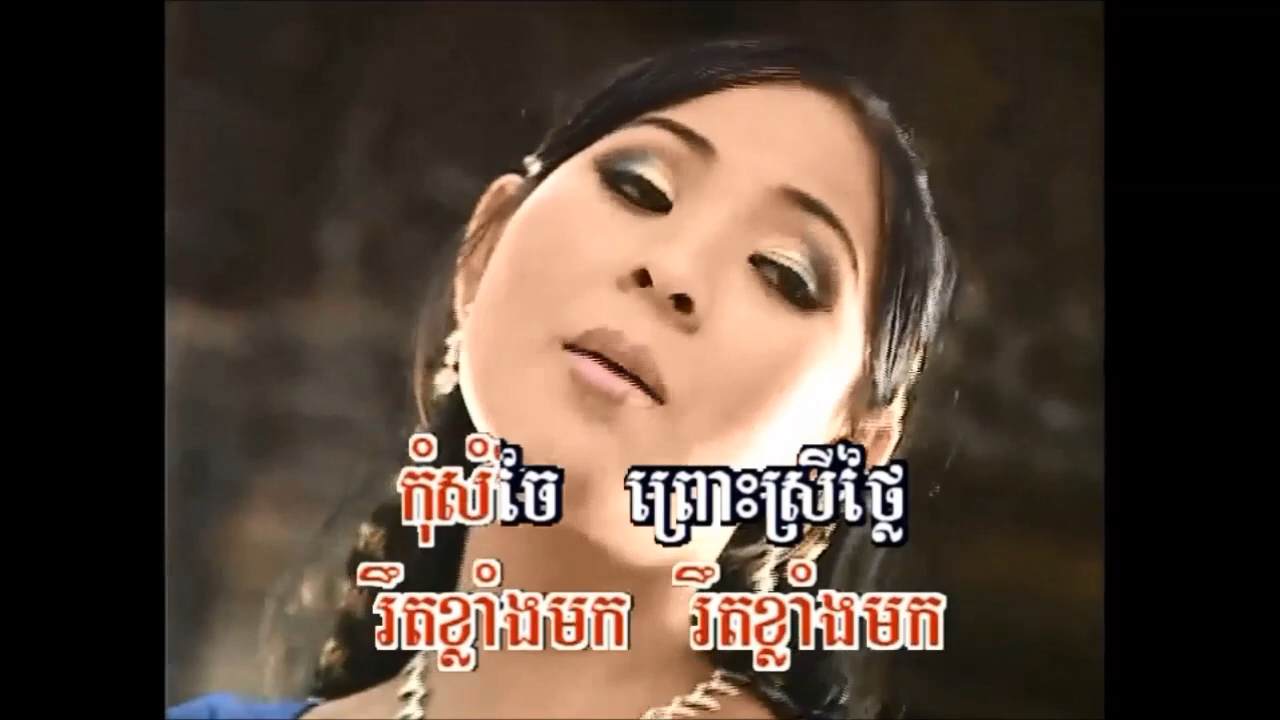 កុំសំចៃ ព្រោះស្រីថ្លៃ
រឹតខ្លាំងមក រឹតខ្លាំងមក